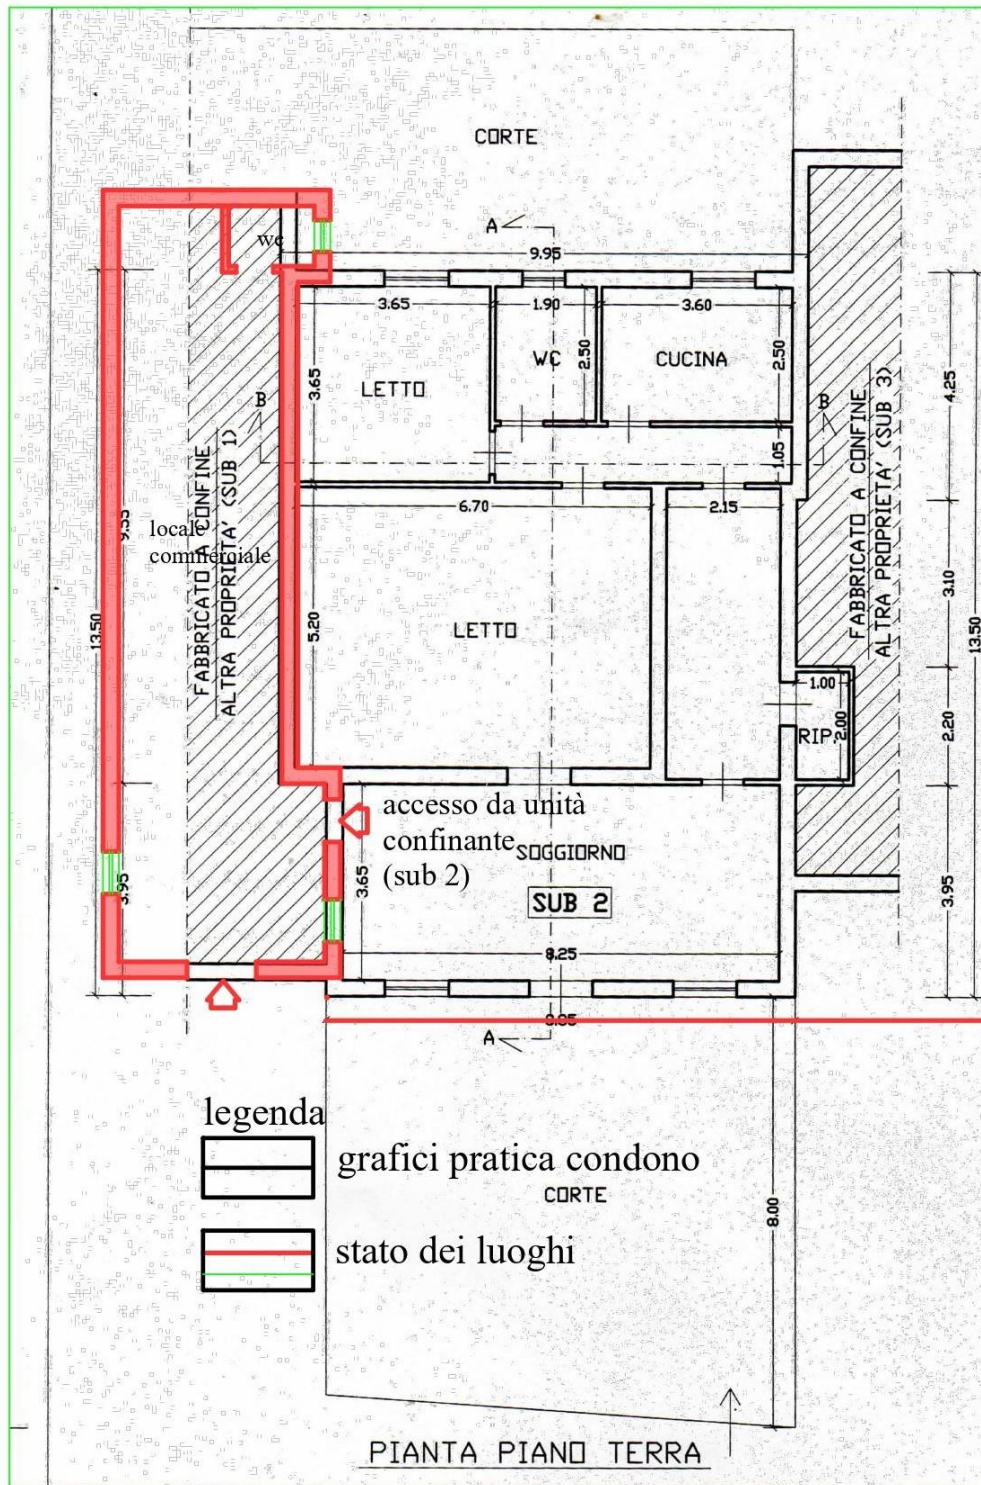 CORTE
A
9.95
wc
3.65
1.90
3.60
WC
2.50
CUCINA
2.50
LETTO
3.65
B
B
4.25
1.05
FABBRICATO A CONFINE
ALTRA PROPRIETA' (SUB 1)
FABBRICATO A CONFINE
ALTRA PROPRIETA' (SUB 3)
6.70
2.15
locale
commerciale
9.55
13.50
5.20
LETTO
3.10
13.50
1.00
2.00
RIP.
2.20
accesso da unità
confinante
(sub 2)
SOGGIORNO
SUB 2
3.95
3.65
3.95
8.25
A
legenda
grafici pratica condono
CORTE
8.00
stato dei luoghi
PIANTA PIANO TERRA